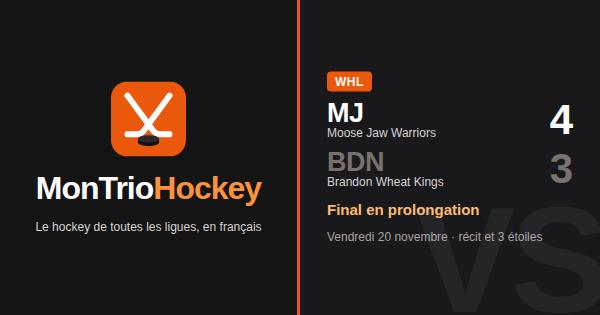 MonTrioHockey
Le hockey de toutes les ligues, en français
WHL
MJ 4
Moose Jaw Warriors
BDN 3
Brandon Wheat Kings
Final en prolongation
Vendredi 20 novembre · récit et 3 étoiles
VS